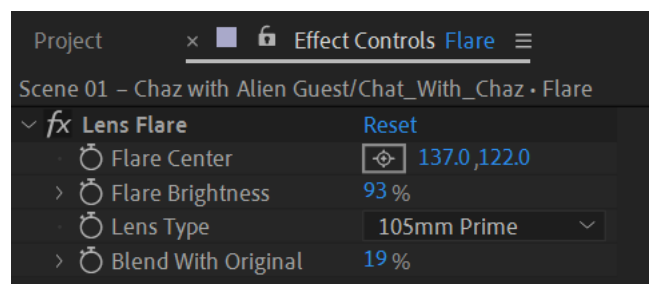 Project × Effect Controls Flare ≡
Scene 01 – Chaz with Alien Guest/Chat_With_Chaz • Flare
fx Lens Flare Reset
Flare Center 137.0,122.0
Flare Brightness 93 %
Lens Type 105mm Prime
Blend With Original 19 %